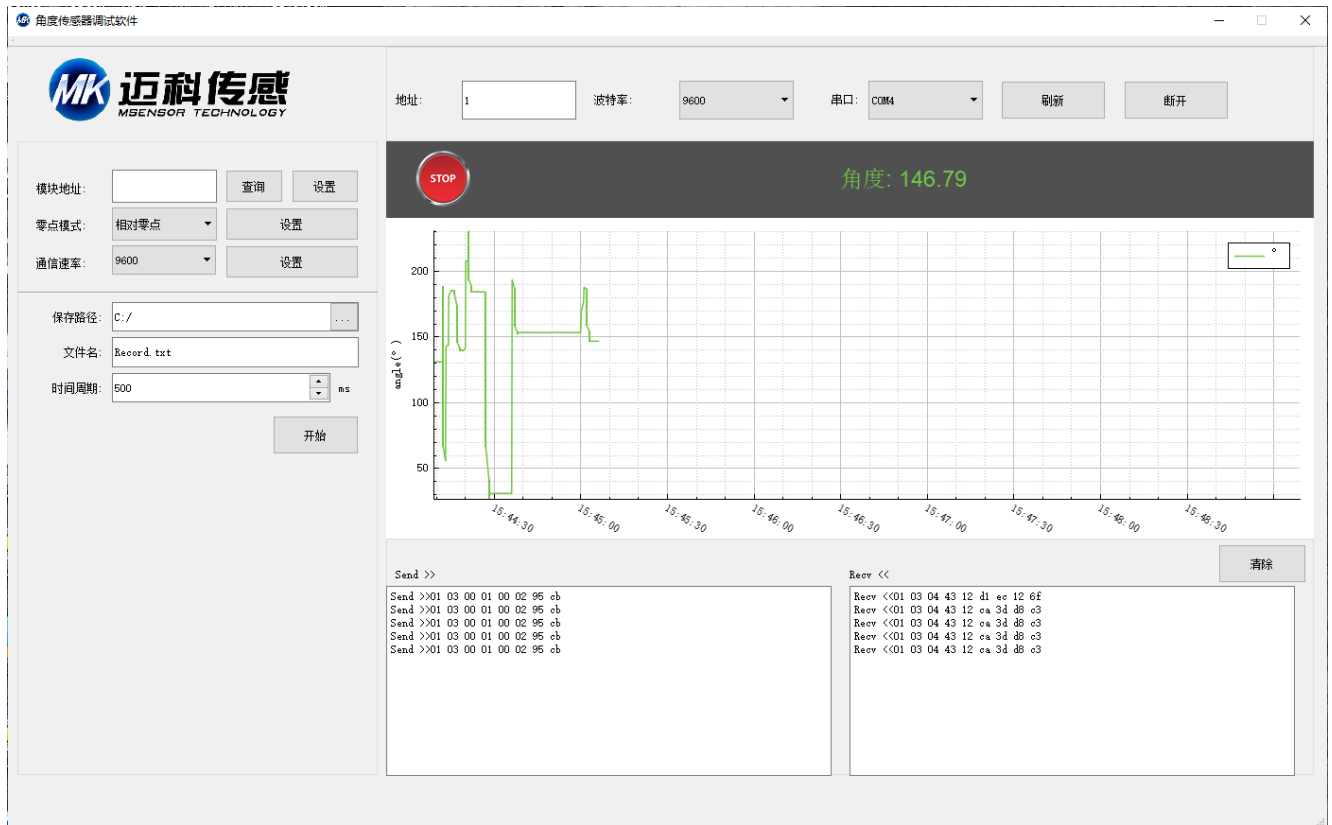 角度传感器调试软件
MK 迈科传感
MSENSOR TECHNOLOGY
地址: 1 波特率: 9600 串口: COM4 刷新 断开
STOP 角度: 146.79
模块地址: 查询 设置
零点模式: 相对零点 设置
通信速率: 9600 设置
保存路径: C:/ ...
文件名: Record.txt
时间周期: 500 ms
开始
angle(°)
°
200
150
100
50
15:44:30 15:45:00 15:45:30 15:46:00 15:46:30 15:47:00 15:47:30 15:48:00 15:48:30
清除
Send >>
Send >>01 03 00 01 00 02 95 cb
Send >>01 03 00 01 00 02 95 cb
Send >>01 03 00 01 00 02 95 cb
Send >>01 03 00 01 00 02 95 cb
Send >>01 03 00 01 00 02 95 cb
Recv <<
Recv <<01 03 04 43 12 d1 ec 12 6f
Recv <<01 03 04 43 12 ca 3d d8 c3
Recv <<01 03 04 43 12 ca 3d d8 c3
Recv <<01 03 04 43 12 ca 3d d8 c3
Recv <<01 03 04 43 12 ca 3d d8 c3